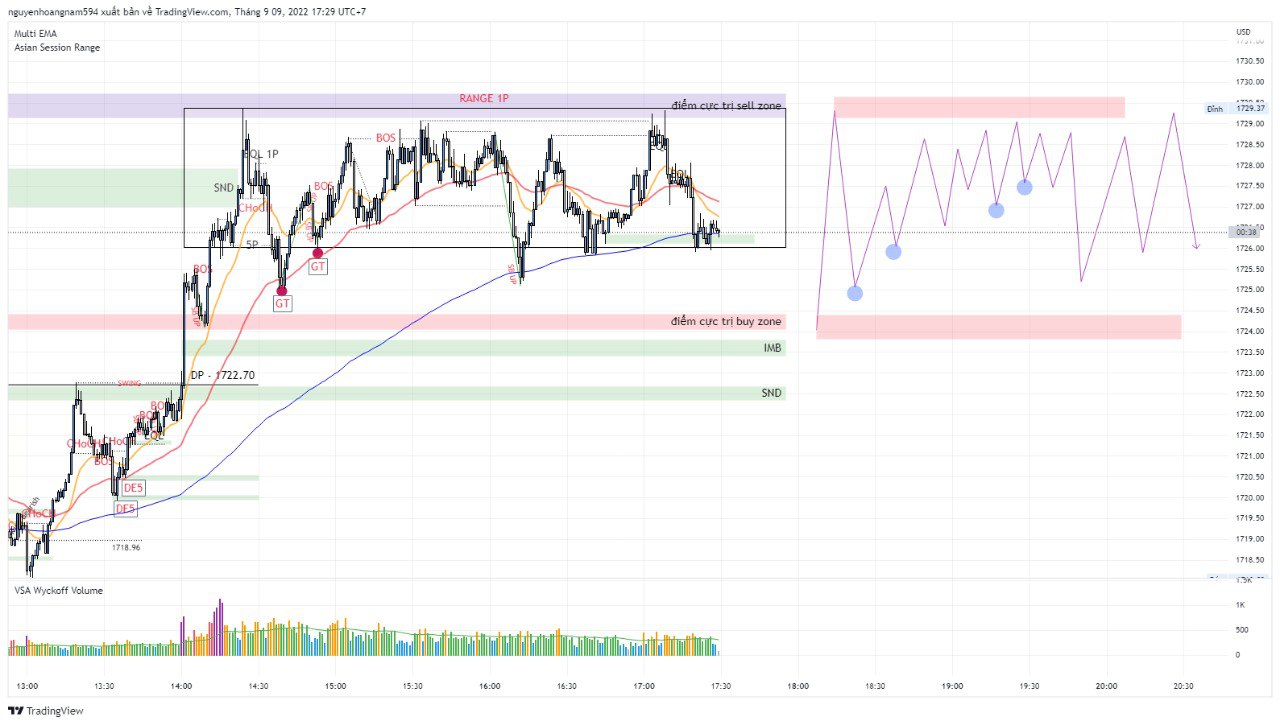 nguyenhoangnam594 xuất bản về TradingView.com, Tháng 9 09, 2022 17:29 UTC+7
Multi EMA
Asian Session Range
USD
1730.50
1730.00
Đỉnh 1729.37
1729.00
1728.50
1728.00
1727.50
1727.00
00:38
1726.00
1725.50
1725.00
1724.50
1724.00
1723.50
1723.00
1722.50
1722.00
1721.50
1721.00
1720.50
1720.00
1719.50
1719.00
1718.50
RANGE 1P
điểm cực trị sell zone
BOS
EQL 1P
SND
BOS
CHoCH
5P
GT
GT
BOS
SB UP
điểm cực trị buy zone
IMB
DP - 1722.70
SND
SWING
BOS
EQL
CHoCH
BOS
DE5
DE5
CHoCH
1718.96
VSA Wyckoff Volume
1.5K
1K
500
0
13:00 13:30 14:00 14:30 15:00 15:30 16:00 16:30 17:00 17:30 18:00 18:30 19:00 19:30 20:00 20:30
TradingView